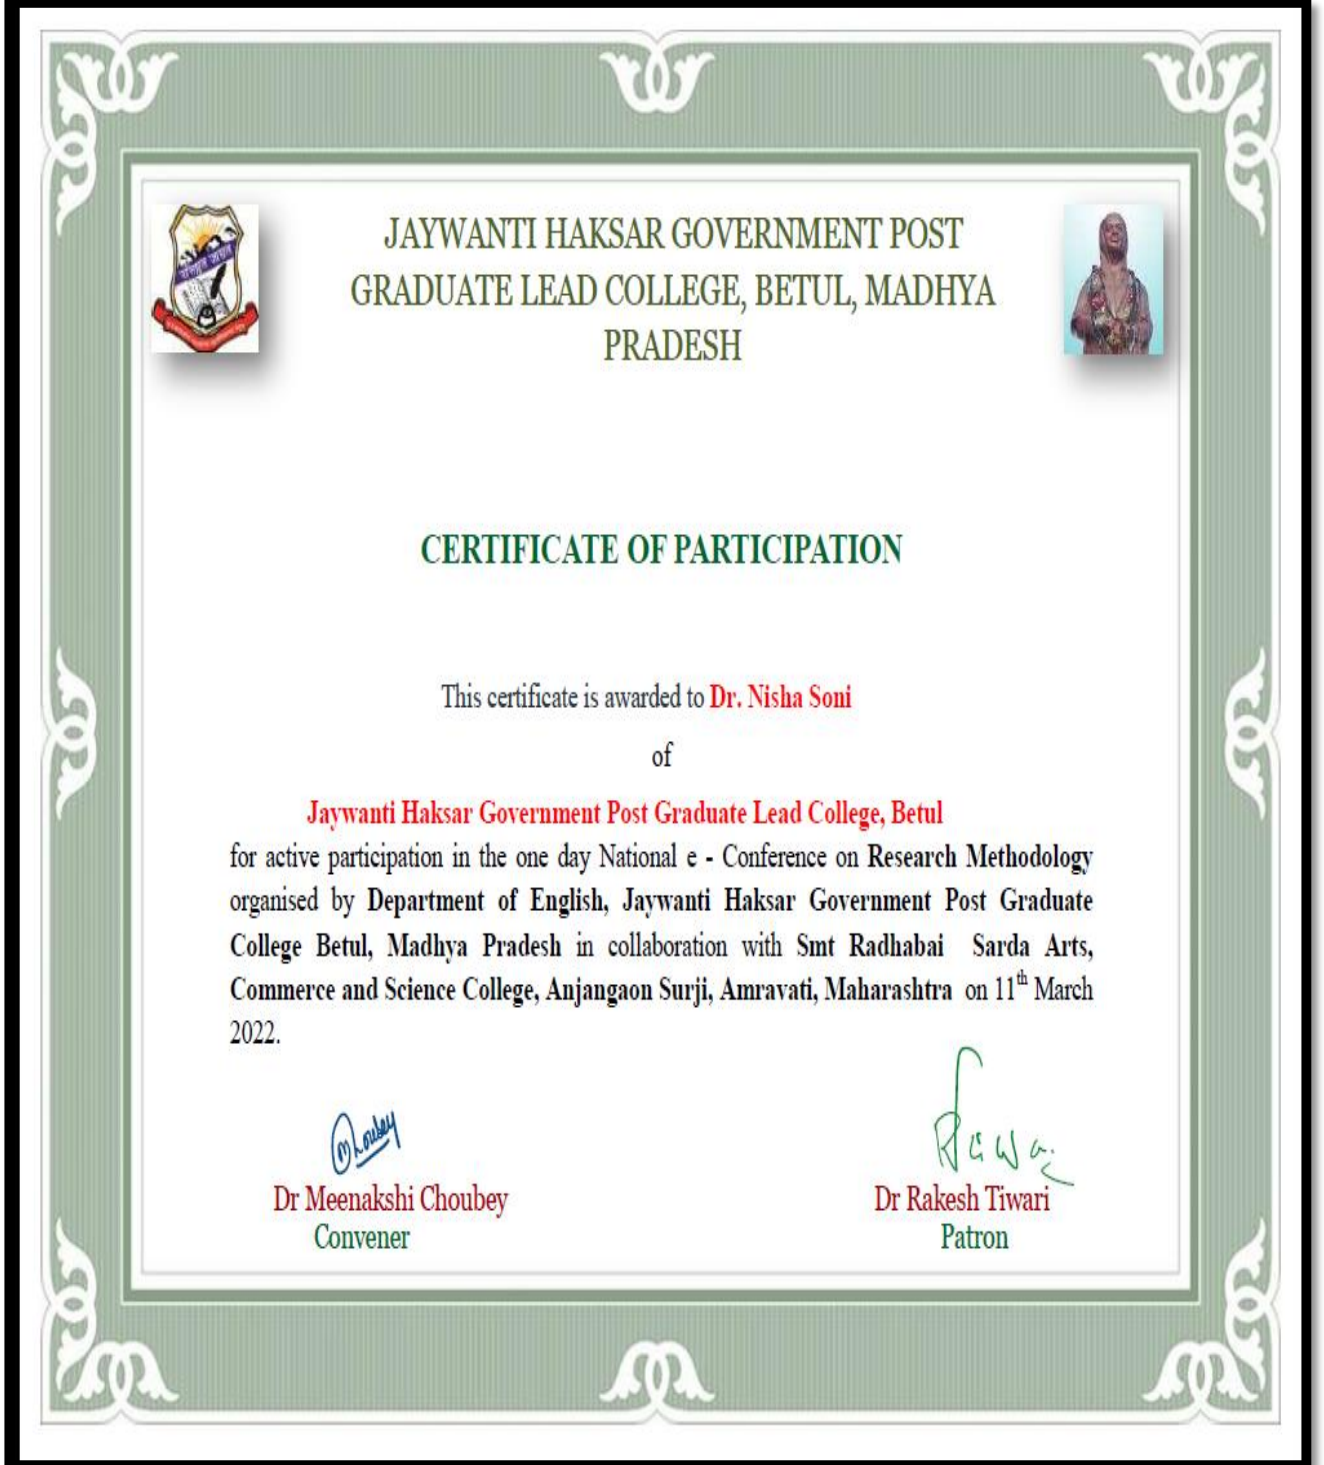 JAYWANTI HAKSAR GOVERNMENT POST
GRADUATE LEAD COLLEGE, BETUL, MADHYA
PRADESH
CERTIFICATE OF PARTICIPATION
This certificate is awarded to Dr. Nisha Soni
of
Jaywanti Haksar Government Post Graduate Lead College, Betul
for active participation in the one day National e - Conference on Research Methodology
organised by Department of English, Jaywanti Haksar Government Post Graduate
College Betul, Madhya Pradesh in collaboration with Smt Radhabai Sarda Arts,
Commerce and Science College, Anjangaon Surji, Amravati, Maharashtra on 11th March
2022.
Dr Meenakshi Choubey
Convener
Dr Rakesh Tiwari
Patron